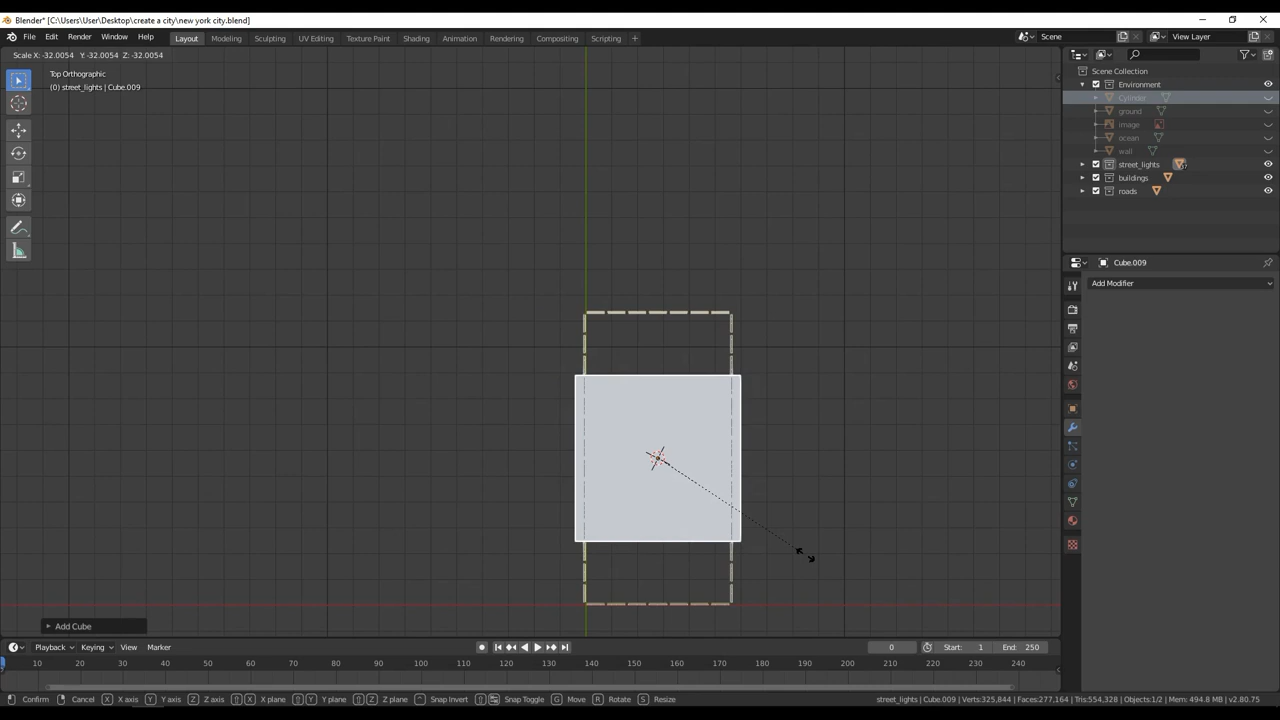 Blender* [C:\Users\User\Desktop\create a city\new york city.blend]
File Edit Render Window Help Layout Modeling Sculpting UV Editing Texture Paint Shading Animation Rendering Compositing Scripting + Scene View Layer
Scale X: -32.0054 Y: -32.0054 Z: -32.0054
Top Orthographic
(0) street_lights | Cube.009
Scene Collection
Environment
Cylinder
ground
image
ocean
wall
street_lights
buildings
roads
Cube.009
Add Modifier
Add Cube
Playback Keying View Marker 0 Start: 1 End: 250
10 20 30 40 50 60 70 80 90 100 110 120 130 140 150 160 170 180 190 200 210 220 230 240
Confirm Cancel X X axis Y Y axis Z Z axis X X plane Y Y plane Z Z plane Snap Invert Snap Toggle G Move R Rotate S Resize street_lights | Cube.009 | Verts:325,844 | Faces:277,164 | Tris:554,328 | Objects:1/2 | Mem: 494.8 MB | v2.80.75